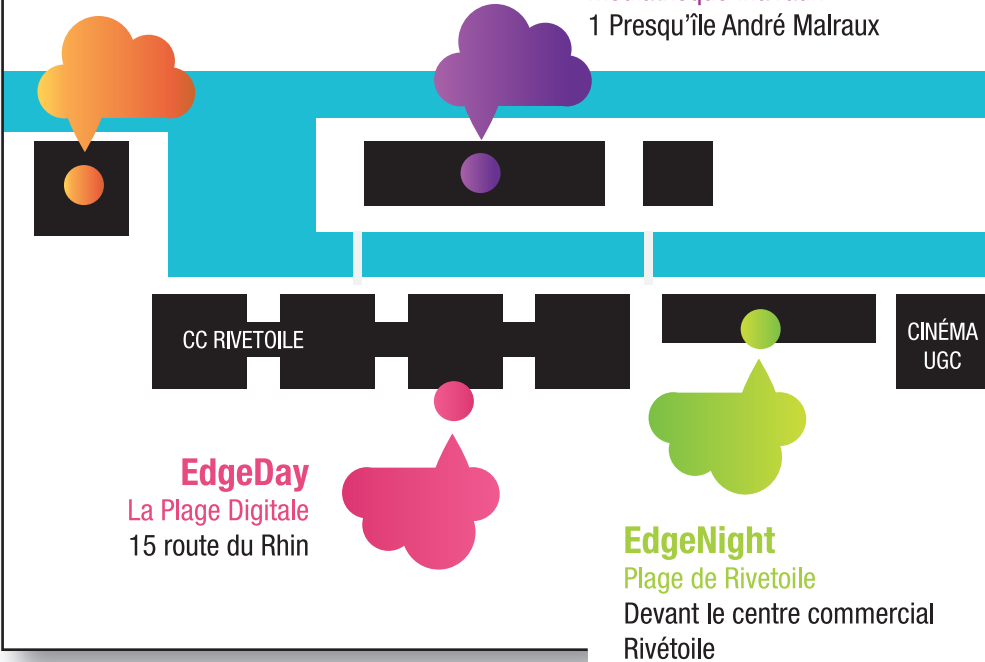 1 Presqu’île André Malraux
CC RIVETOILE
CINÉMA
UGC
EdgeDay
La Plage Digitale
15 route du Rhin
EdgeNight
Plage de Rivetoile
Devant le centre commercial
Rivétoile